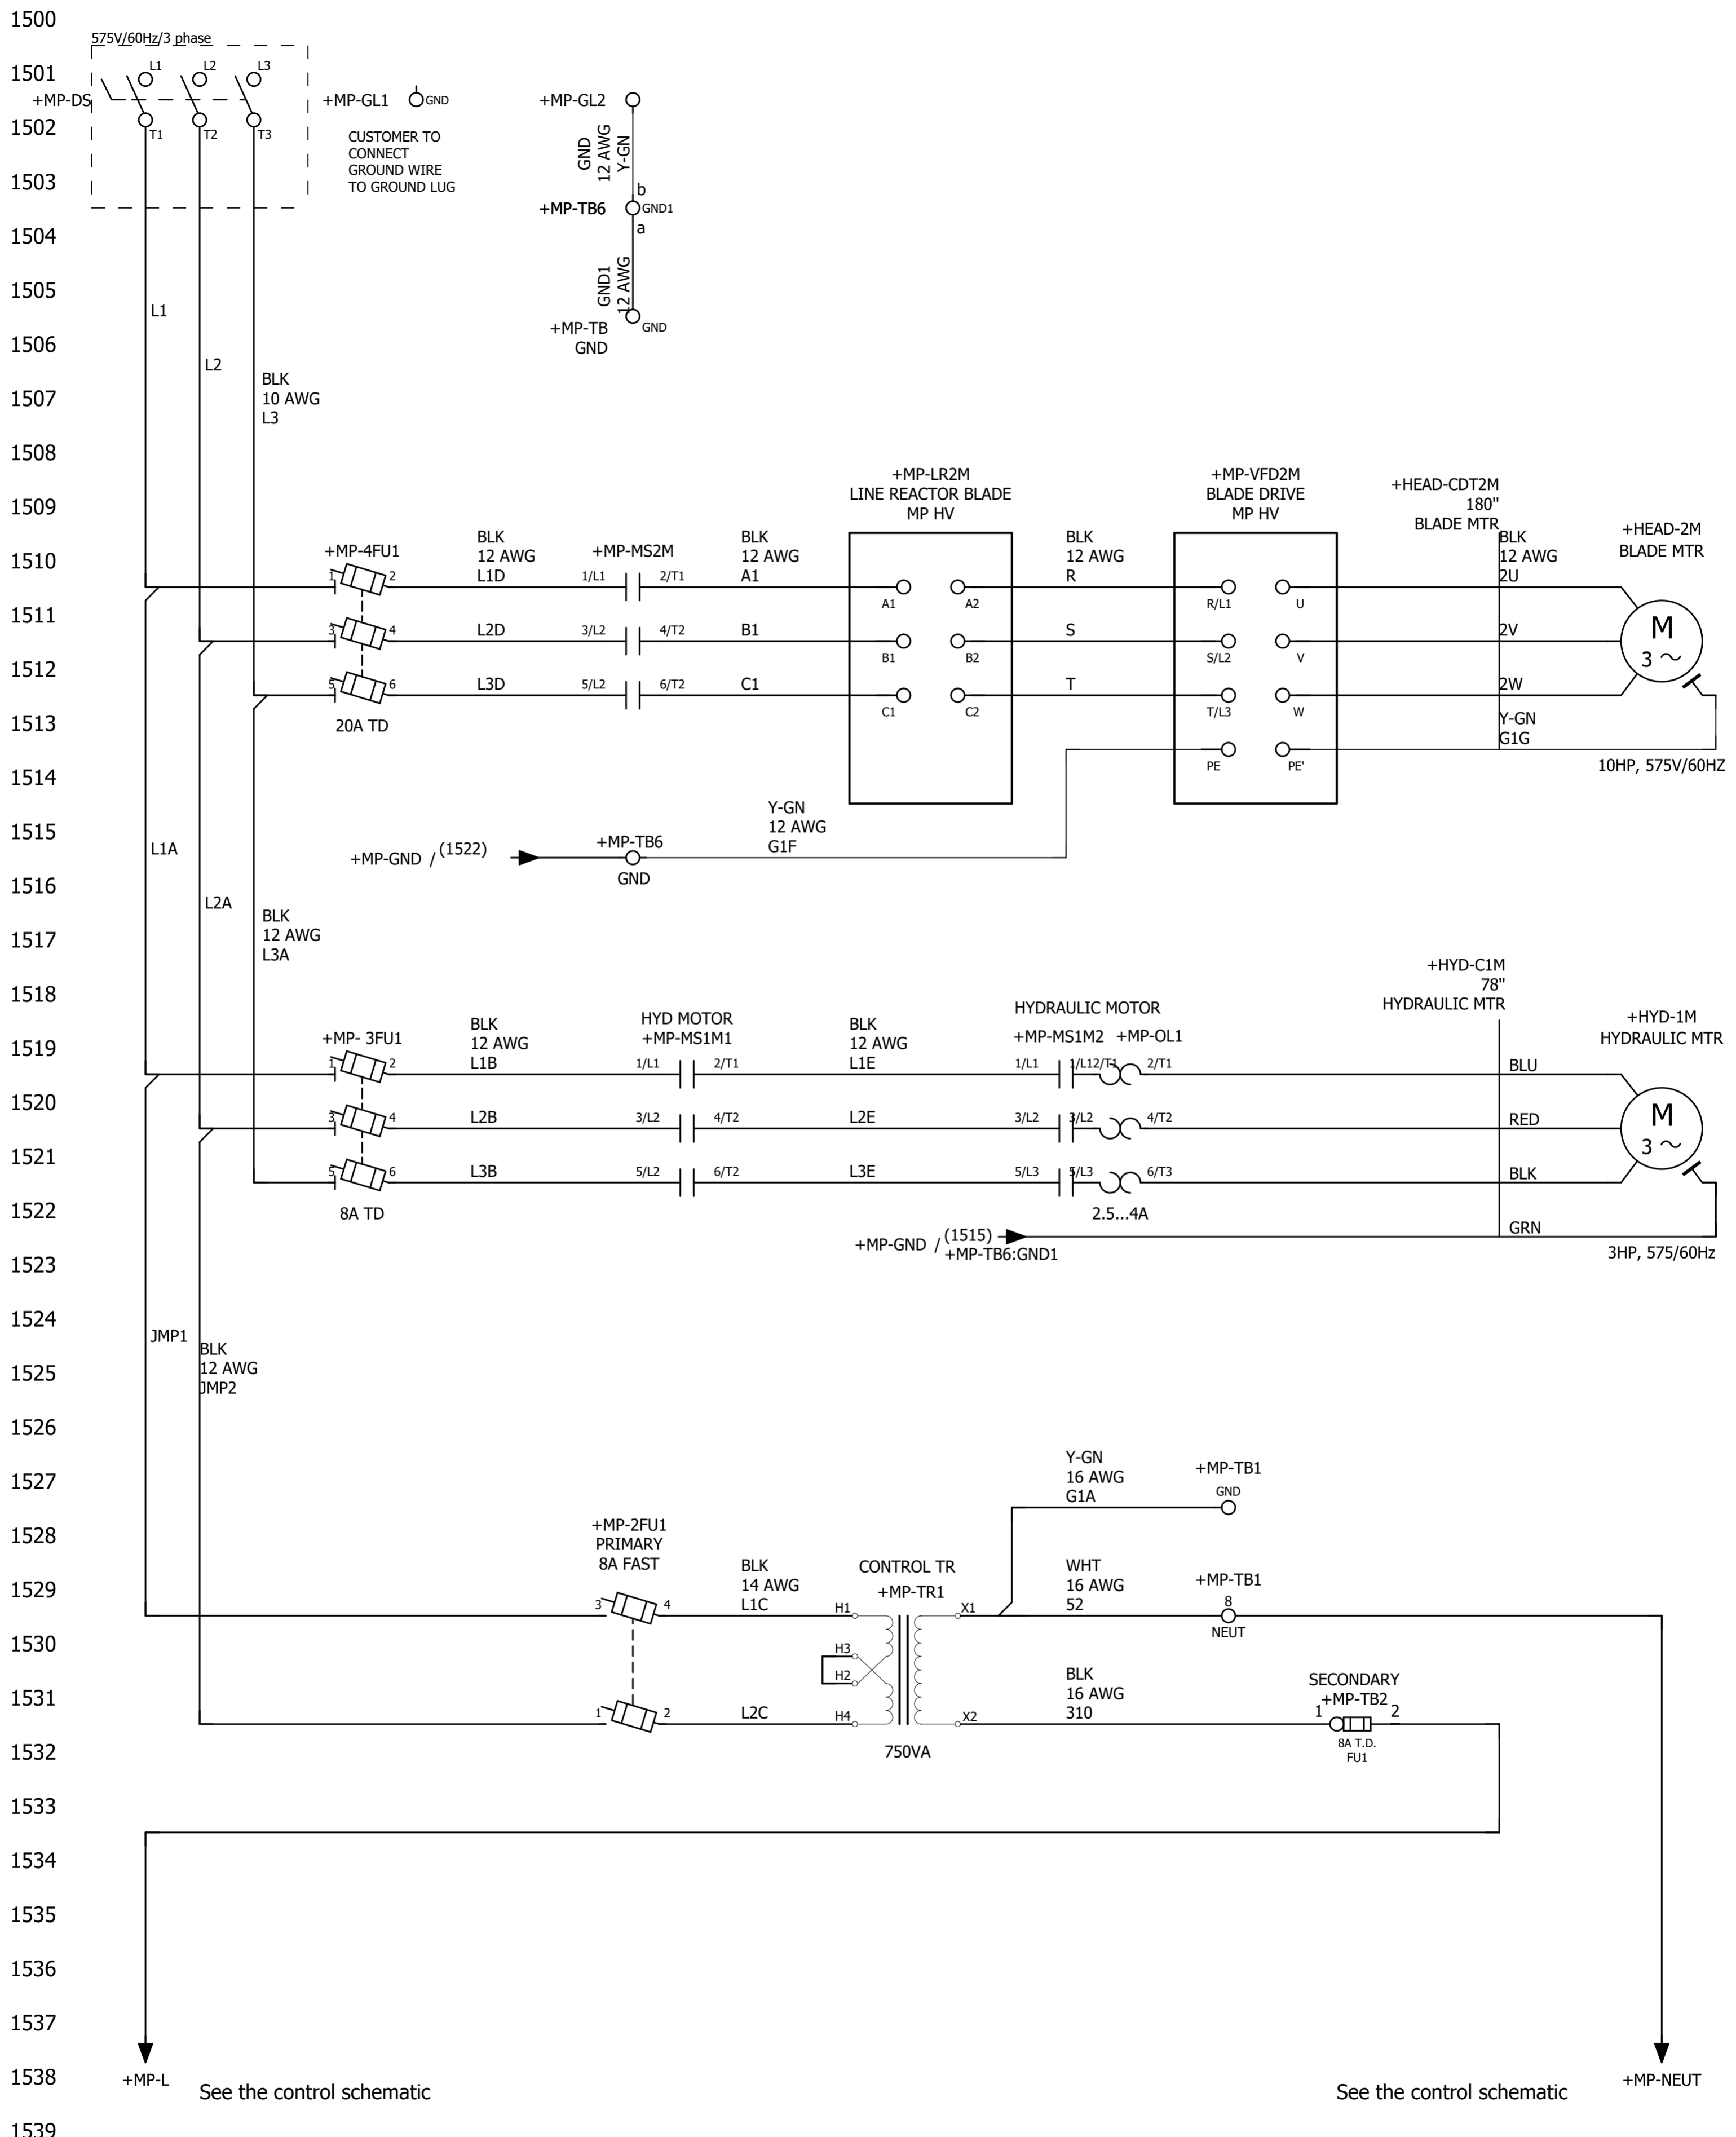 1500
575V/60Hz/3 phase
1501
L1
L2
L3
+MP-DS
+MP-GL1
GND
+MP-GL2
1502
T1
T2
T3
CUSTOMER TO
CONNECT
GROUND WIRE
TO GROUND LUG
GND
12 AWG
Y-GN
1503
b
+MP-TB6
GND1
a
1504
GND1
12 AWG
1505
L1
+MP-TB
GND
GND
1506
L2
BLK
10 AWG
L3
1507
1508
+MP-LR2M
LINE REACTOR BLADE
MP HV
+MP-VFD2M
BLADE DRIVE
MP HV
+HEAD-CDT2M
180"
BLADE MTR
1509
+HEAD-2M
BLADE MTR
1510
+MP-4FU1
BLK
12 AWG
L1D
+MP-MS2M
BLK
12 AWG
A1
BLK
12 AWG
R
BLK
12 AWG
2U
1
2
1/L1
2/T1
A1
A2
R/L1
U
1511
3
4
L2D
3/L2
4/T2
B1
S
2V
M
3 ~
B1
B2
S/L2
V
1512
5
6
L3D
5/L2
6/T2
C1
T
2W
C1
C2
T/L3
W
1513
20A TD
Y-GN
G1G
PE
PE'
10HP, 575V/60HZ
1514
Y-GN
12 AWG
G1F
1515
L1A
+MP-GND / (1522)
+MP-TB6
GND
1516
L2A
BLK
12 AWG
L3A
1517
+HYD-C1M
78"
HYDRAULIC MTR
1518
+MP- 3FU1
BLK
12 AWG
L1B
HYD MOTOR
+MP-MS1M1
BLK
12 AWG
L1E
HYDRAULIC MOTOR
+MP-MS1M2
+MP-OL1
+HYD-1M
HYDRAULIC MTR
1519
1
2
1/L1
2/T1
1/L1
1/L1
2/T1
2/T1
BLU
1520
3
4
L2B
3/L2
4/T2
L2E
3/L2
3/L2
4/T2
RED
M
3 ~
1521
5
6
L3B
5/L2
6/T2
L3E
5/L3
5/L3
6/T3
BLK
1522
8A TD
2.5...4A
+MP-GND / (1515)
+MP-TB6:GND1
GRN
3HP, 575/60Hz
1523
1524
JMP1
BLK
12 AWG
JMP2
1525
1526
1527
Y-GN
16 AWG
G1A
+MP-TB1
GND
1528
+MP-2FU1
PRIMARY
8A FAST
BLK
14 AWG
L1C
CONTROL TR
+MP-TR1
WHT
16 AWG
52
+MP-TB1
8
NEUT
1529
3
4
H1
X1
1530
H3
H2
BLK
16 AWG
310
SECONDARY
+MP-TB2
1531
1
2
L2C
H4
X2
1
2
8A T.D.
FU1
1532
750VA
1533
1534
1535
1536
1537
1538
+MP-L
See the control schematic
See the control schematic
+MP-NEUT
1539